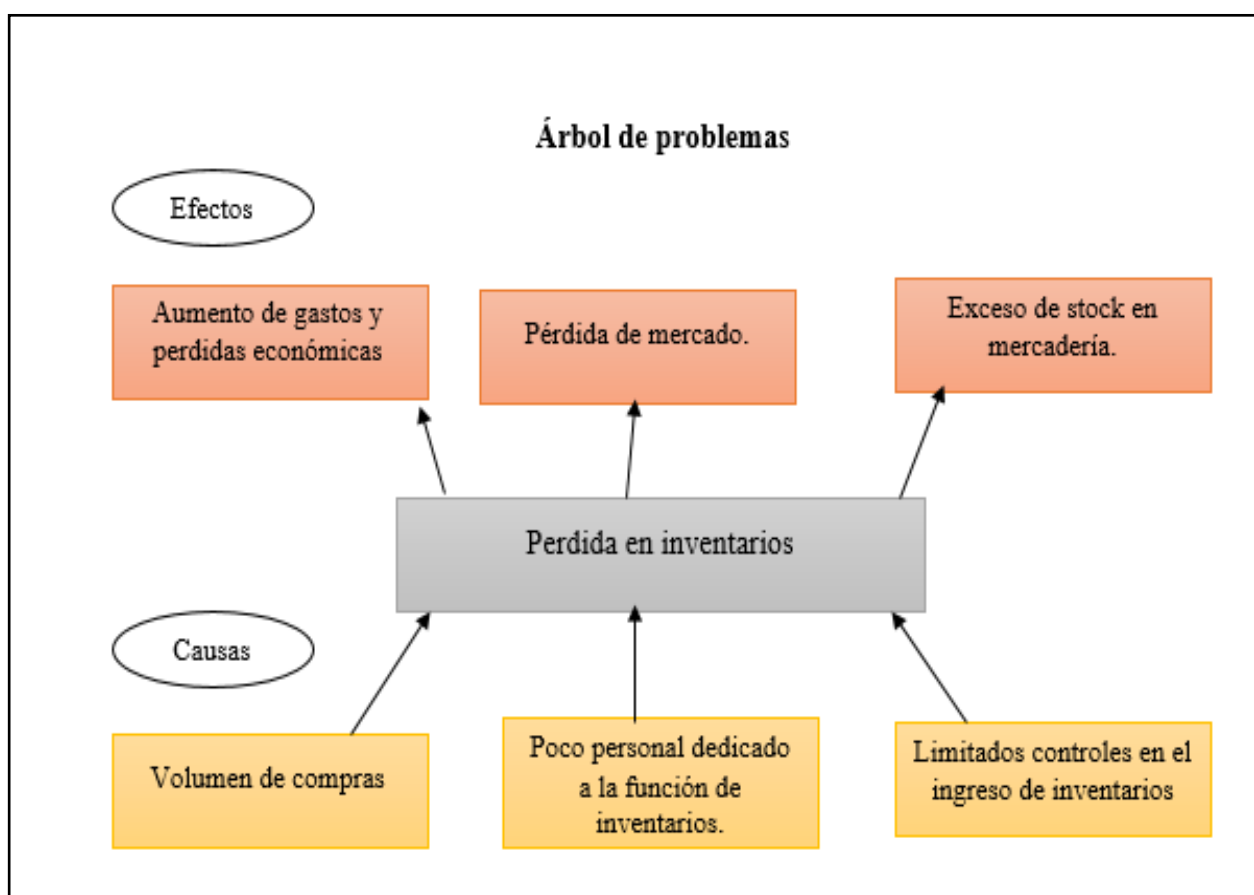 Árbol de problemas
Efectos
Aumento de gastos y
perdidas económicas
Pérdida de mercado.
Exceso de stock en
mercadería.
Perdida en inventarios
Causas
Volumen de compras
Poco personal dedicado
a la función de
inventarios.
Limitados controles en el
ingreso de inventarios